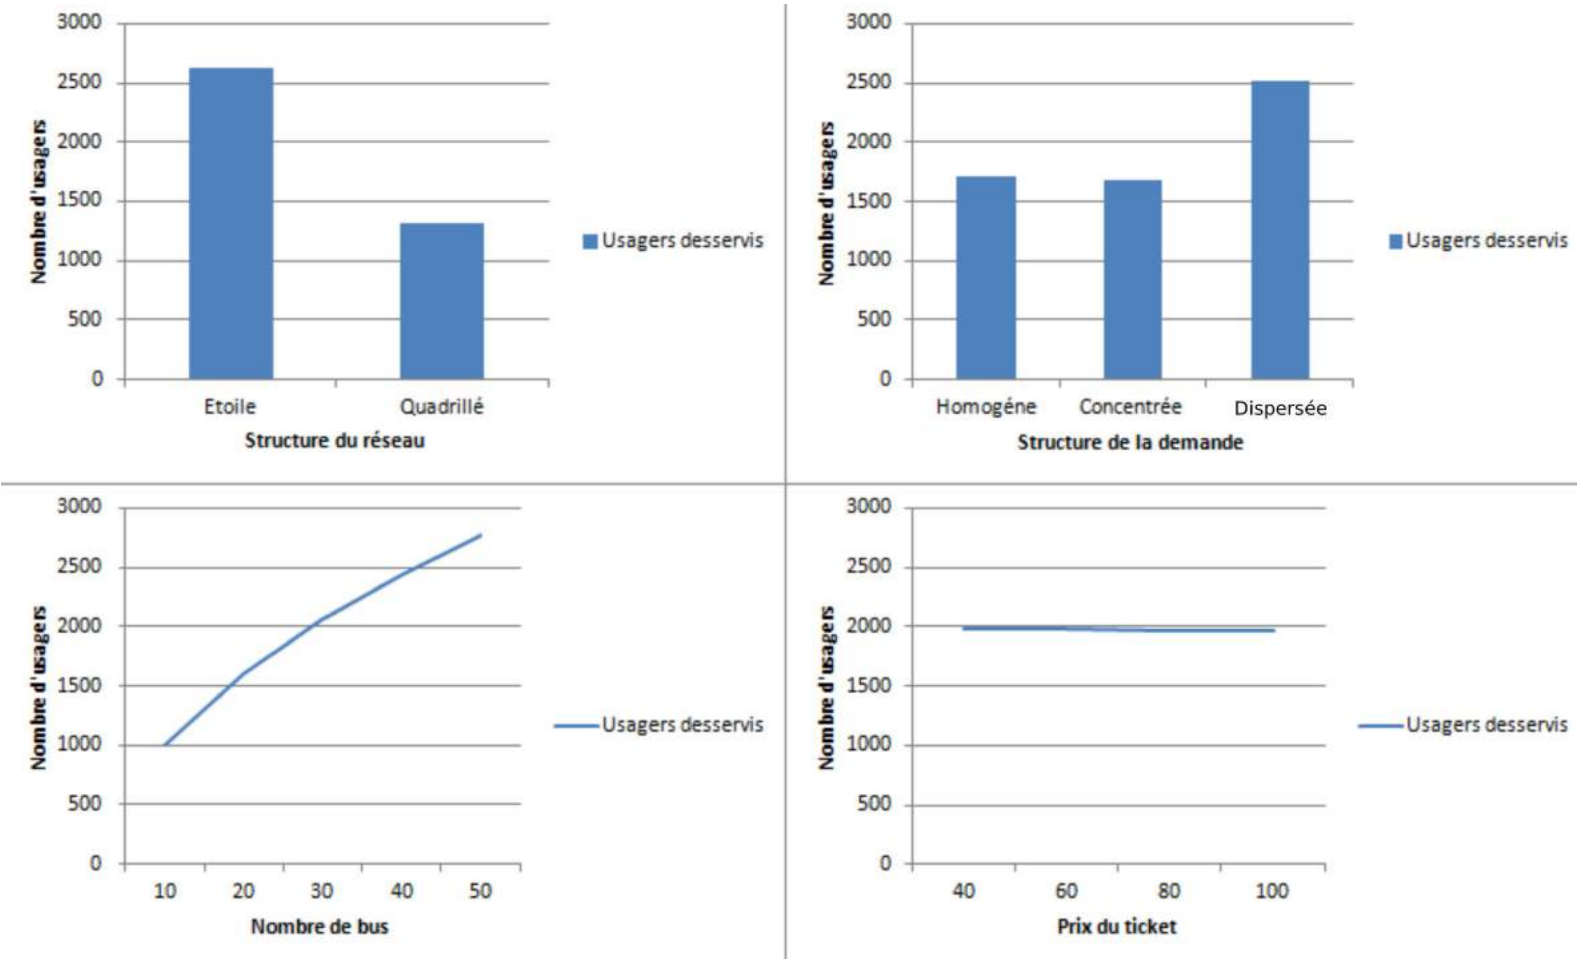 3000
2500
2000
1500
1000
500
0
Nombre d'usagers
Etoile Quadrillé
Structure du réseau
Usagers desservis
3000
2500
2000
1500
1000
500
0
Nombre d'usagers
Homogéne Concentrée Dispersée
Structure de la demande
Usagers desservis
3000
2500
2000
1500
1000
500
0
Nombre d'usagers
10 20 30 40 50
Nombre de bus
Usagers desservis
3000
2500
2000
1500
1000
500
0
Nombre d'usagers
40 60 80 100
Prix du ticket
Usagers desservis